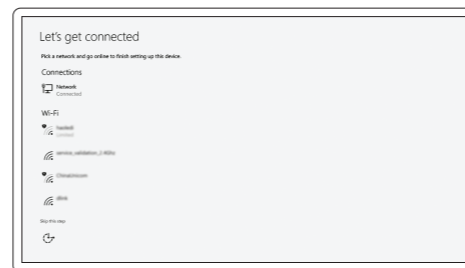 Let's get connected
Pick a network and go online to finish setting up this device.
Connections
Network
Connected
Wi-Fi
service_validation_2.4GHz
ChinaUnicom
dlink
Skip this step